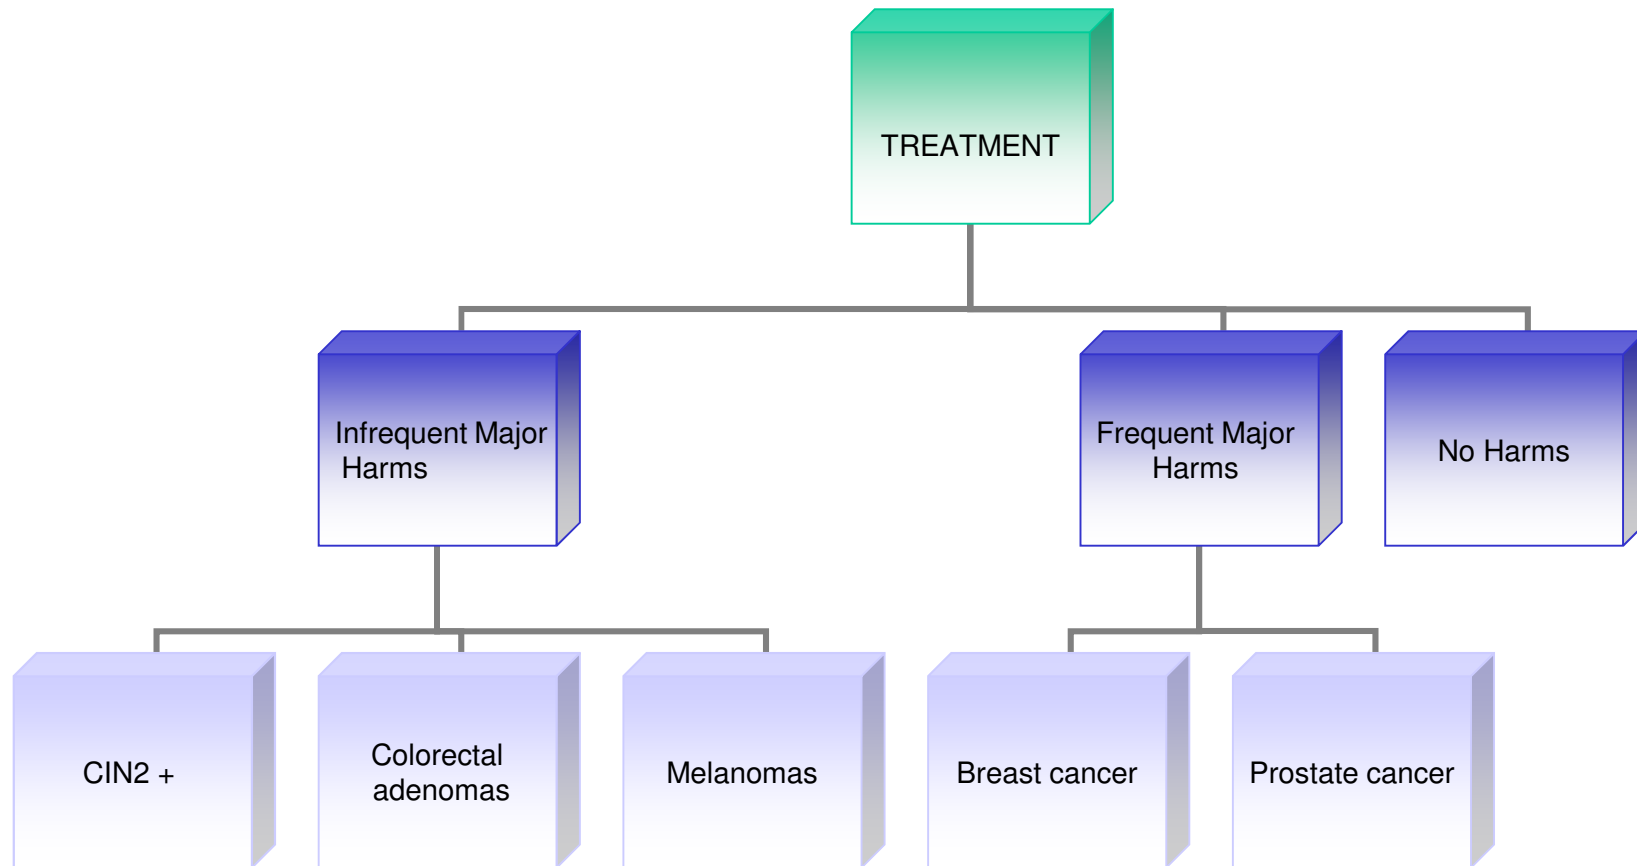 TREATMENT
Infrequent Major
Harms
Frequent Major
Harms
No Harms
CIN2 +
Colorectal
adenomas
Melanomas
Breast cancer
Prostate cancer